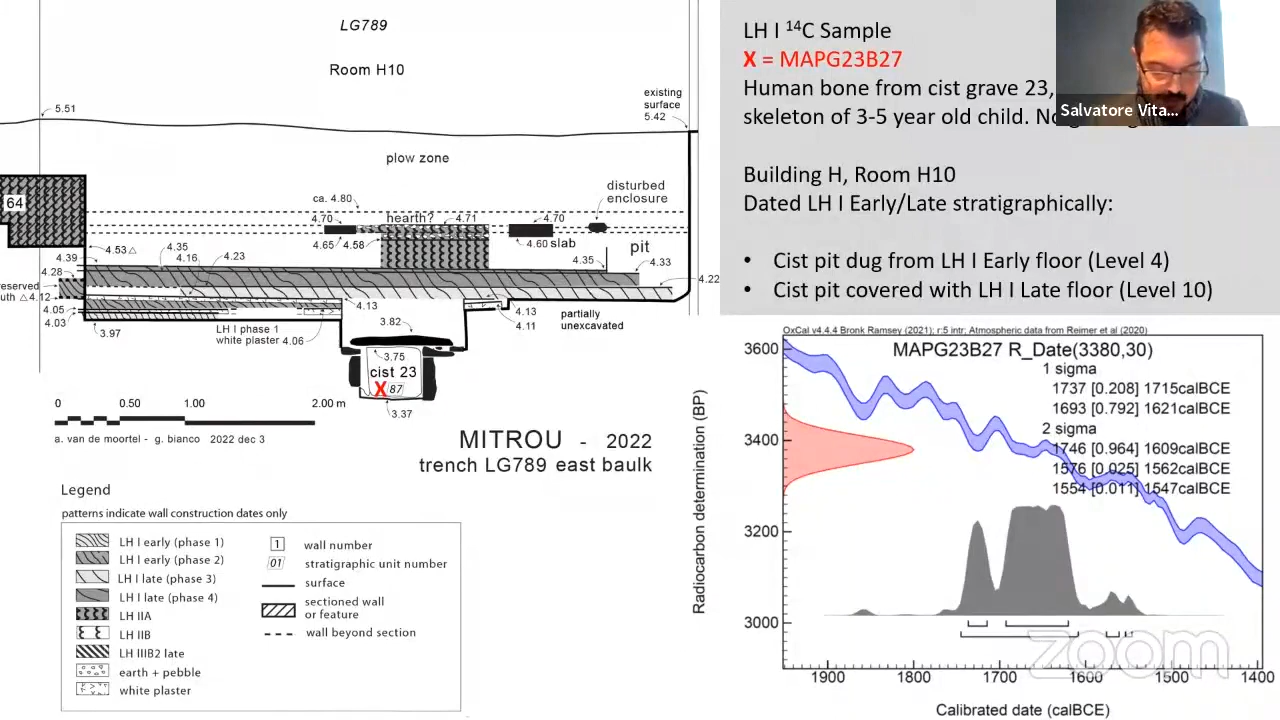 LG789
Room H10
5.51
existing
surface
5.42
plow zone
disturbed
enclosure
ca. 4.80
64
4.70
hearth?
4.71
4.70
4.65
4.58
4.60 slab
pit
4.53△
4.39
4.35
4.16
4.23
4.35
4.33
4.28
4.22
reserved
uth △4.12
4.05
4.03
3.97
LH I phase 1
white plaster 4.06
4.13
4.13
4.11
partially
unexcavated
3.82
3.75
cist 23
X 87
3.37
0 0.50 1.00 2.00 m
a. van de moortel - g. bianco 2022 dec 3
MITROU - 2022
trench LG789 east baulk
Legend
patterns indicate wall construction dates only
LH I early (phase 1)
LH I early (phase 2)
LH I late (phase 3)
LH I late (phase 4)
LH IIA
LH IIB
LH IIIB2 late
earth + pebble
white plaster
1 wall number
01 stratigraphic unit number
surface
sectioned wall
or feature
wall beyond section
LH I 14C Sample
X = MAPG23B27
Human bone from cist grave 23,
skeleton of 3-5 year old child. No
Salvatore Vita...
Building H, Room H10
Dated LH I Early/Late stratigraphically:
• Cist pit dug from LH I Early floor (Level 4)
• Cist pit covered with LH I Late floor (Level 10)
OxCal v4.4.4 Bronk Ramsey (2021); r:5 intr; Atmospheric data from Reimer et al (2020)
MAPG23B27 R_Date(3380,30)
1 sigma
1737 [0.208] 1715calBCE
1693 [0.792] 1621calBCE
2 sigma
1746 [0.964] 1609calBCE
1576 [0.025] 1562calBCE
1554 [0.011] 1547calBCE
Radiocarbon determination (BP)
3600
3400
3200
3000
1900 1800 1700 1600 1500 1400
Calibrated date (calBCE)
zoom